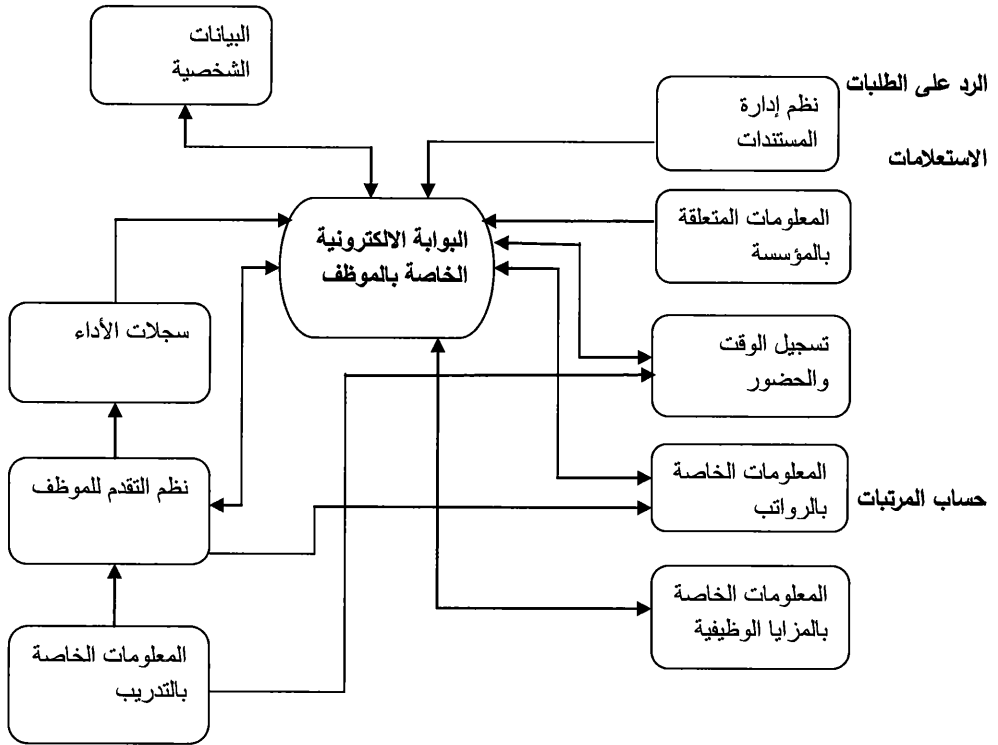 البيانات
الشخصية
الرد على الطلبات
نظم إدارة
المستندات
الاستعلامات
المعلومات المتعلقة
بالمؤسسة
البوابة الالكترونية
الخاصة بالموظف
سجلات الأداء
تسجيل الوقت
والحضور
نظم التقدم للموظف
المعلومات الخاصة
بالرواتب
حساب المرتبات
المعلومات الخاصة
بالمزايا الوظيفية
المعلومات الخاصة
بالتدريب